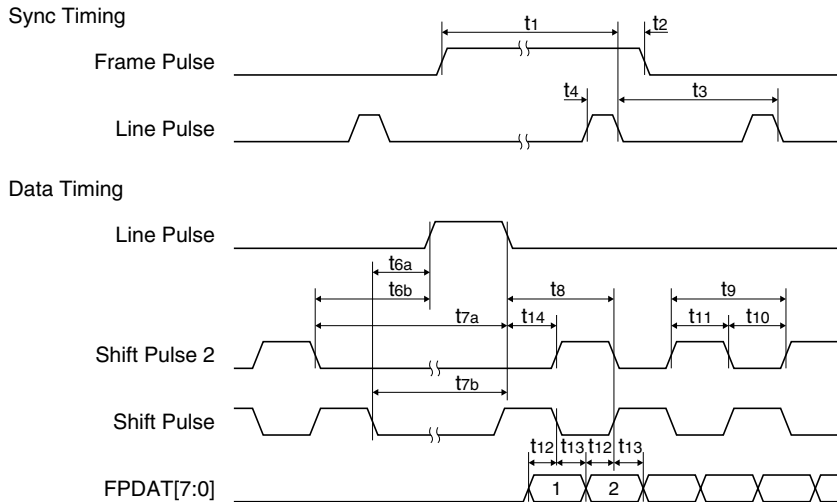 Sync Timing
t1 t2
Frame Pulse
t4 t3
Line Pulse
Data Timing
Line Pulse
t6a
t6b t8 t9
t7a t14 t11 t10
Shift Pulse 2
t7b
Shift Pulse
t12 t13 t12 t13
FPDAT[7:0] 1 2